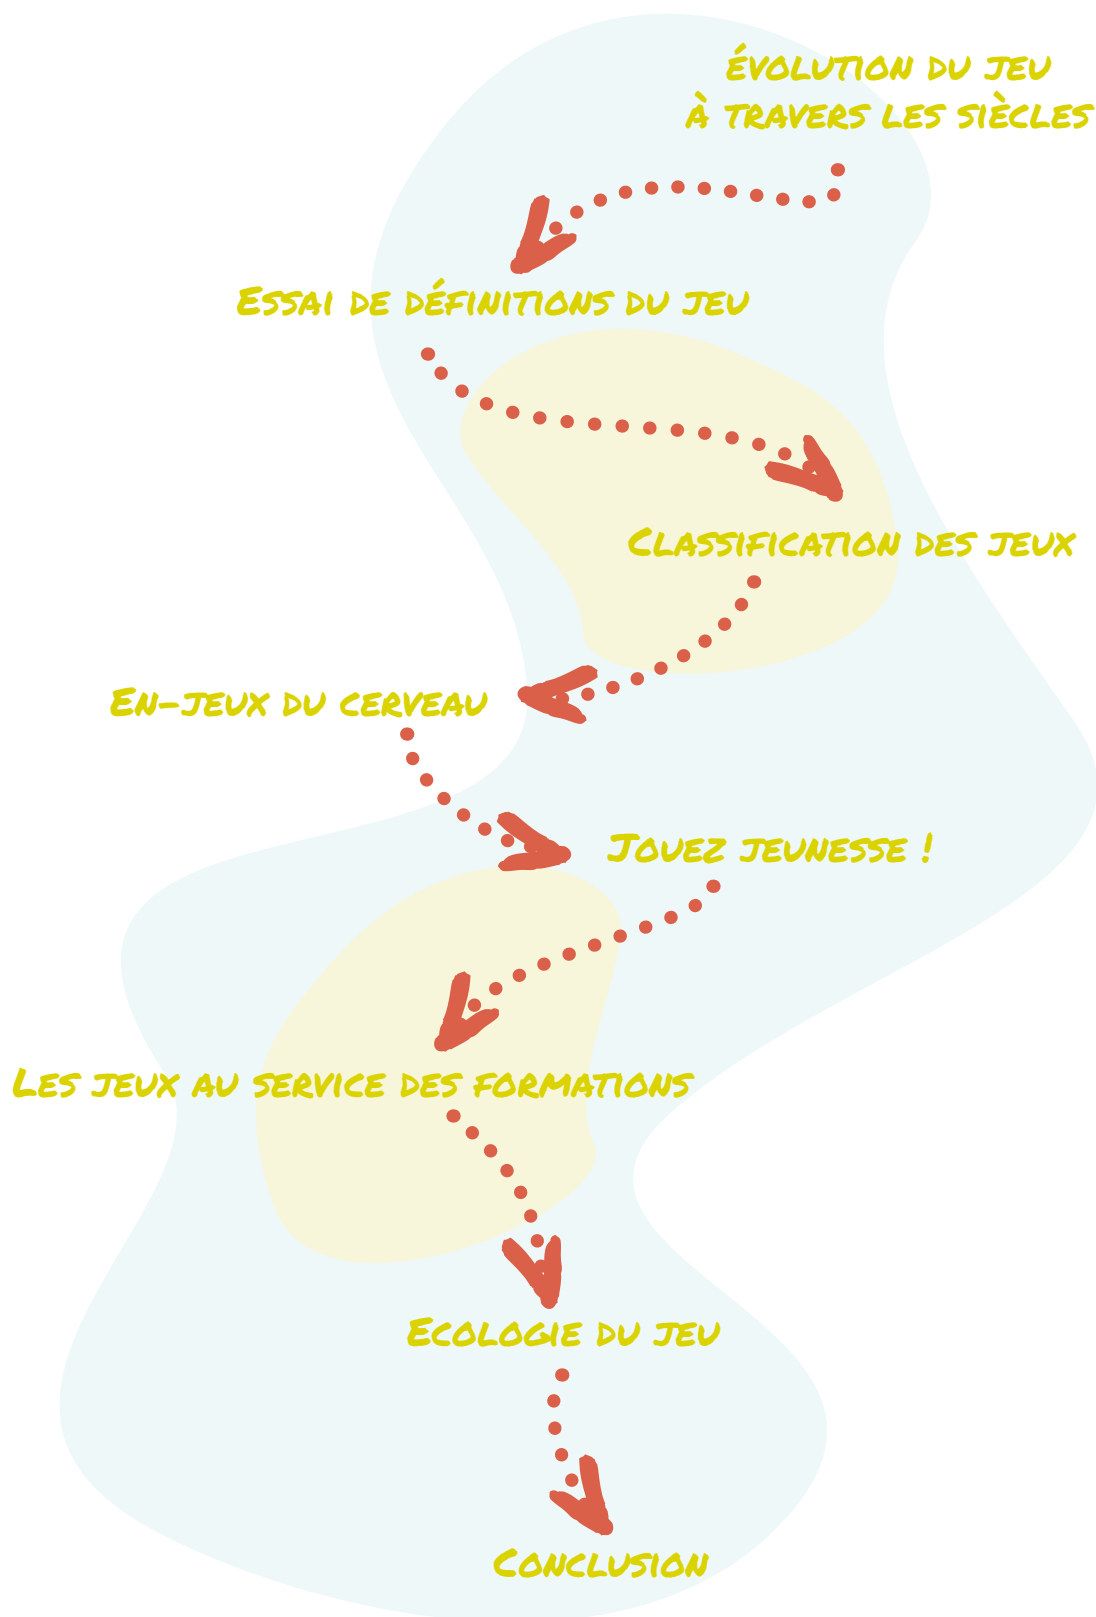 évolution du jeu
à travers les siècles
Essai de définitions du jeu
Classification des jeux
En-jeux du cerveau
Jouez jeunesse !
Les jeux au service des formations
Ecologie du jeu
Conclusion